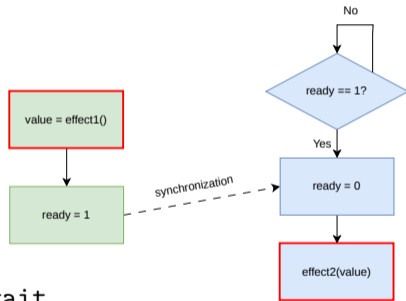 No
ready == 1?
value = effect1()
Yes
synchronization
ready = 0
ready = 1
effect2(value)